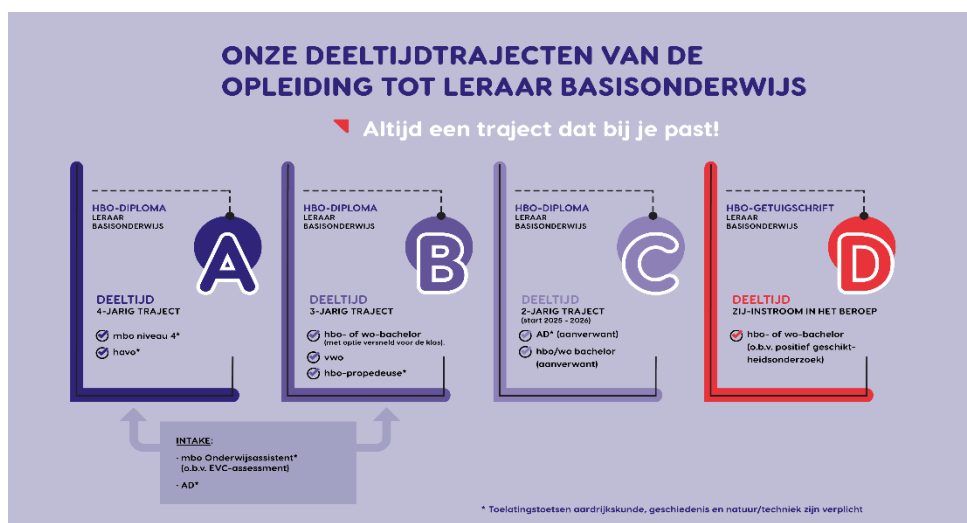 ONZE DEELTIJDTRAJECTEN VAN DE
OPLEIDING TOT LERAAR BASISONDERWIJS
Altijd een traject dat bij je past!
HBO-DIPLOMA
LERAAR
BASISONDERWIJS
A
DEELTIJD
4-JARIG TRAJECT
mbo niveau 4*
havo*
HBO-DIPLOMA
LERAAR
BASISONDERWIJS
B
DEELTIJD
3-JARIG TRAJECT
hbo- of wo-bachelor
(met optie versneld voor de klas).
vwo
hbo-propedeuse*
HBO-DIPLOMA
LERAAR
BASISONDERWIJS
C
DEELTIJD
2-JARIG TRAJECT
(start 2025 - 2026)
AD* (aanverwant)
hbo/wo bachelor
(aanverwant)
HBO-GETUIGSCHRIFT
LERAAR
BASISONDERWIJS
D
DEELTIJD
ZIJ-INSTROOM IN HET BEROEP
hbo- of wo-bachelor
(o.b.v. positief geschikt-
heidsonderzoek)
INTAKE:
- mbo Onderwijsassistent*
(o.b.v. EVC-assessment)
- AD*
* Toelatingstoetsen aardrijkskunde, geschiedenis en natuur/techniek zijn verplicht